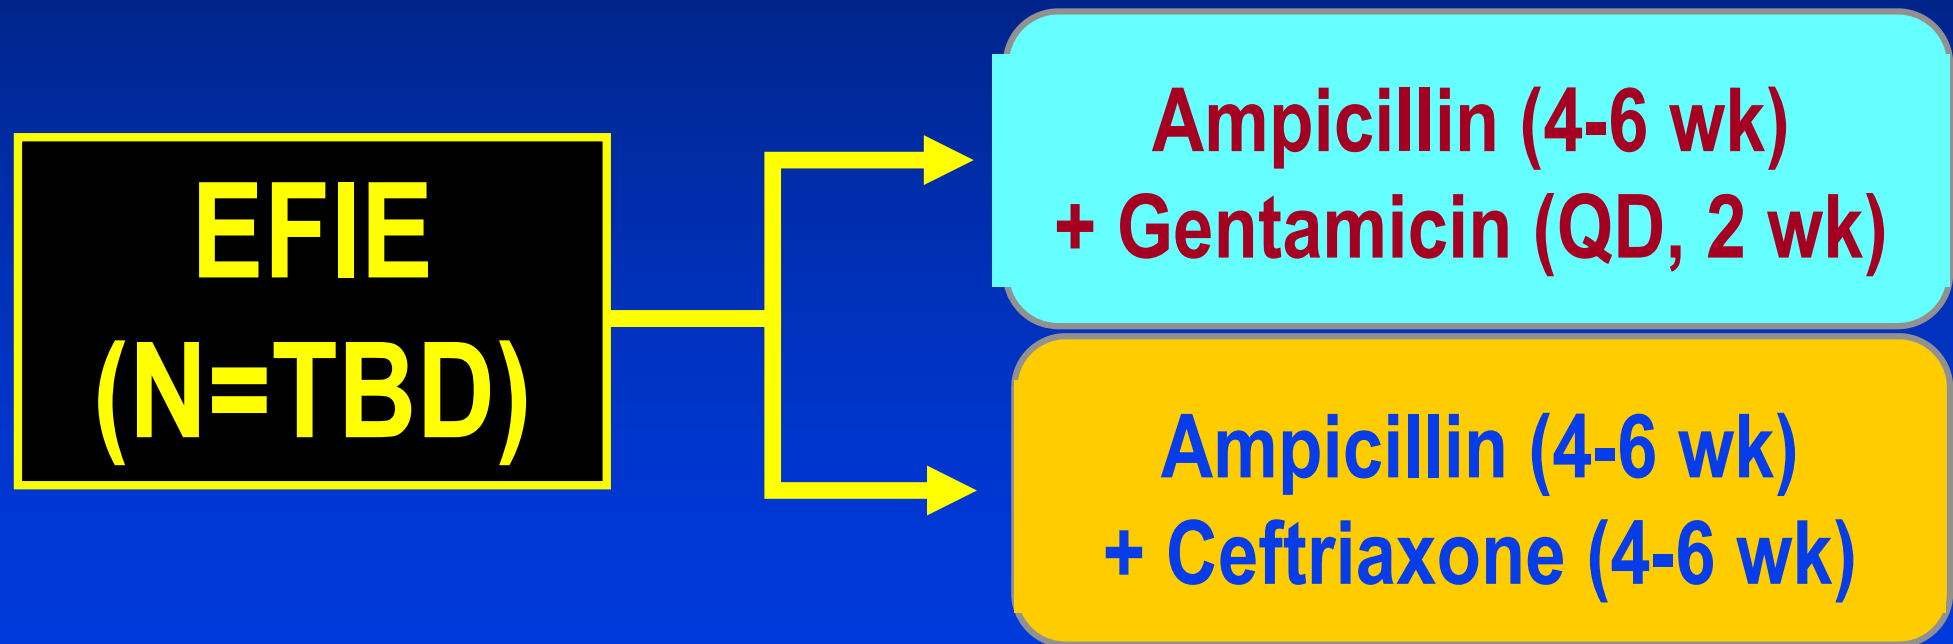 EFIE
(N=TBD)
Ampicillin (4-6 wk)
+ Gentamicin (QD, 2 wk)
Ampicillin (4-6 wk)
+ Ceftriaxone (4-6 wk)